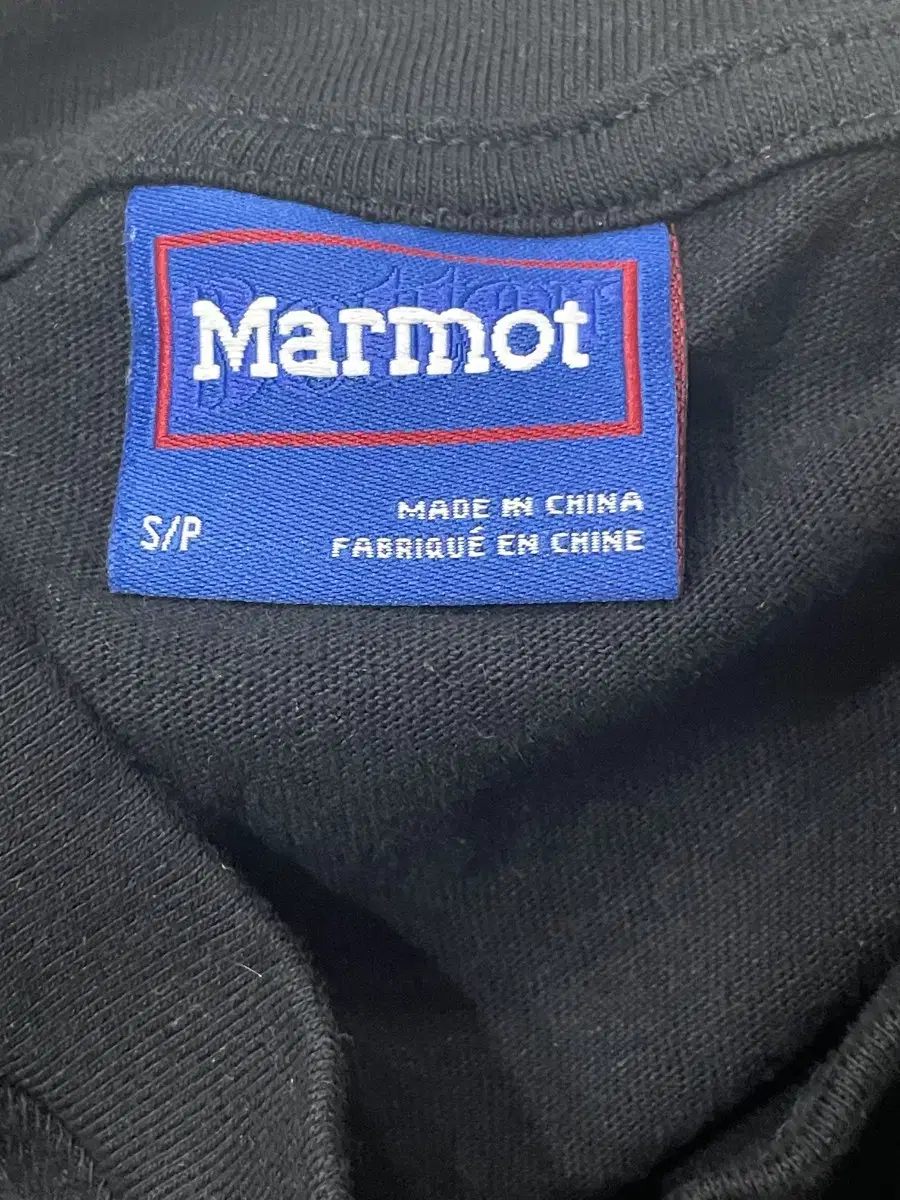 Marmot
S/P
MADE IN CHINA
FABRIQUÉ EN CHINE